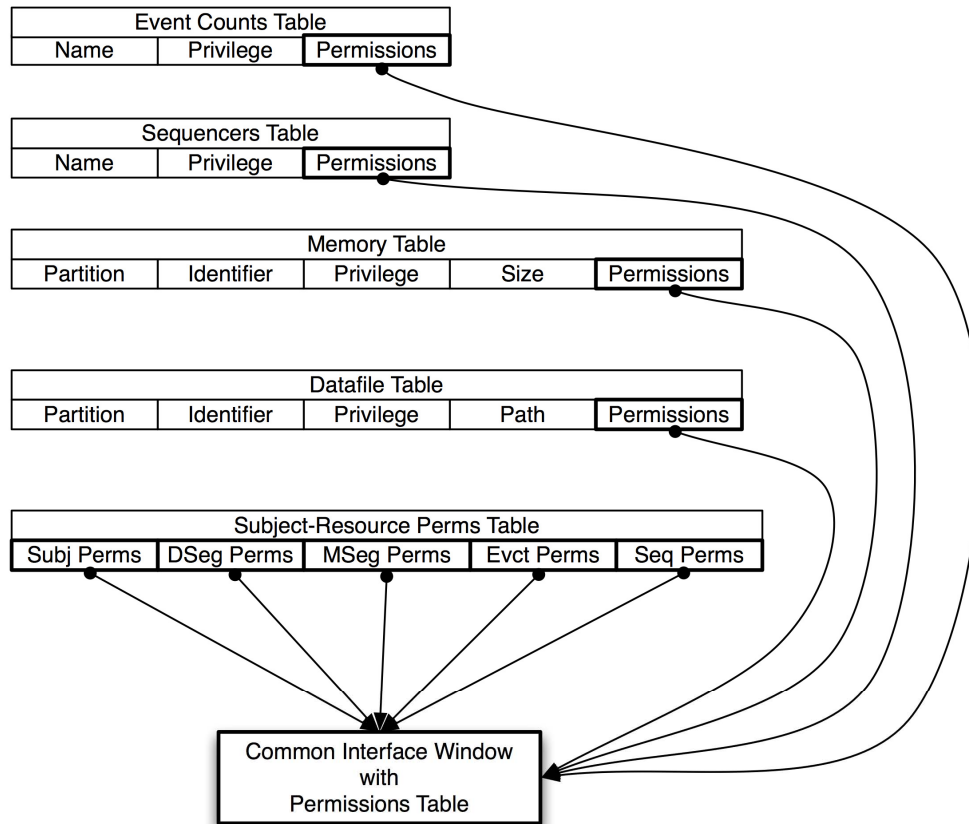 Event Counts Table
Name Privilege Permissions
Sequencers Table
Name Privilege Permissions
Memory Table
Partition Identifier Privilege Size Permissions
Datafile Table
Partition Identifier Privilege Path Permissions
Subject-Resource Perms Table
Subj Perms DSeg Perms MSeg Perms Evct Perms Seq Perms
Common Interface Window
with
Permissions Table